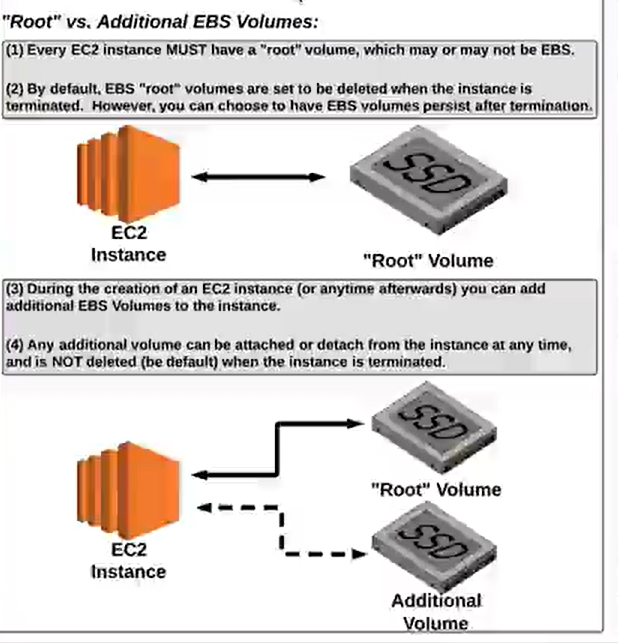 "Root" vs. Additional EBS Volumes:
(1) Every EC2 instance MUST have a "root" volume, which may or may not be EBS.
(2) By default, EBS "root" volumes are set to be deleted when the instance is
terminated. However, you can choose to have EBS volumes persist after termination.
SSD
EC2
Instance
"Root" Volume
(3) During the creation of an EC2 instance (or anytime afterwards) you can add
additional EBS Volumes to the instance.
(4) Any additional volume can be attached or detach from the instance at any time,
and is NOT deleted (be default) when the instance is terminated.
SSD
"Root" Volume
EC2
Instance
SSD
Additional
Volume